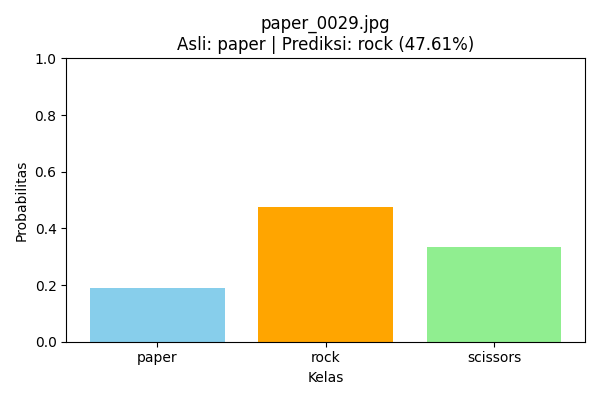 paper_0029.jpg
Asli: paper | Prediksi: rock (47.61%)
1.0
0.8
0.6
0.4
0.2
0.0
Probabilitas
paper rock scissors
Kelas